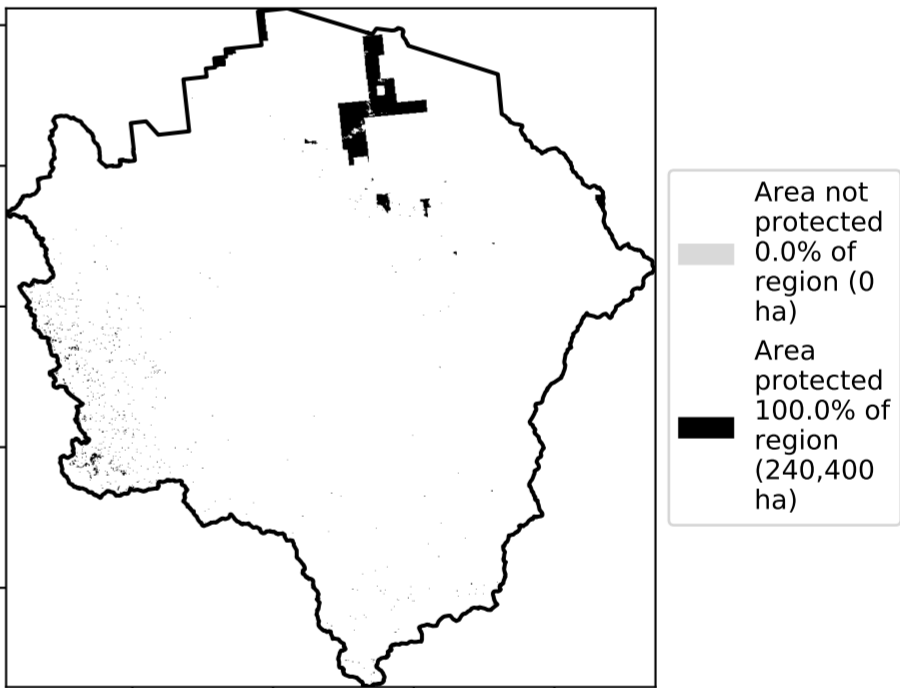 Area not
protected
0.0% of
region (0
ha)
Area
protected
100.0% of
region
(240,400
ha)